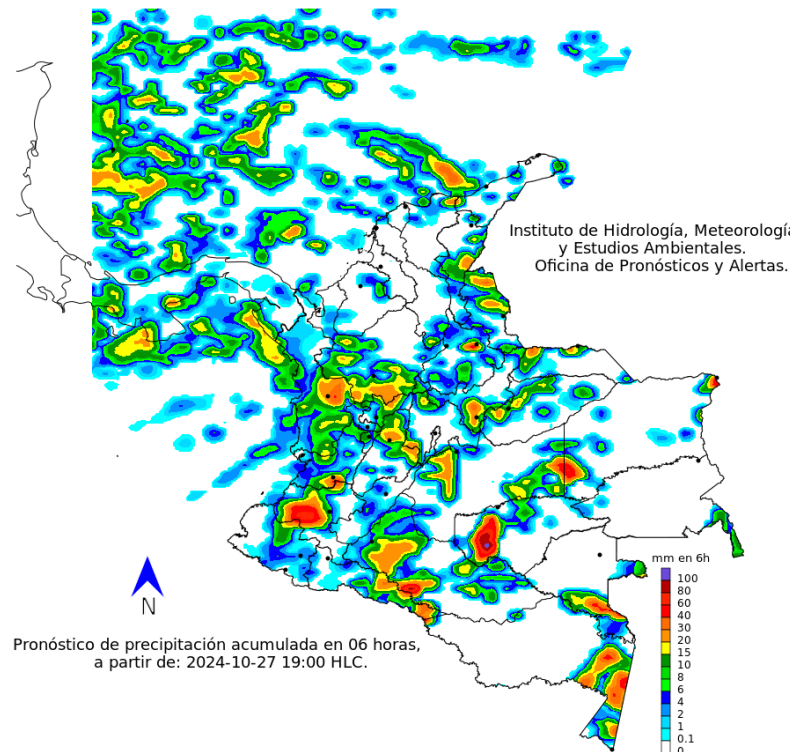 Instituto de Hidrología, Meteorología
y Estudios Ambientales.
Oficina de Pronósticos y Alertas.
N
Pronóstico de precipitación acumulada en 06 horas,
a partir de: 2024-10-27 19:00 HLC.
mm en 6h
100
80
60
40
30
20
15
10
8
6
4
2
1
0.1
0